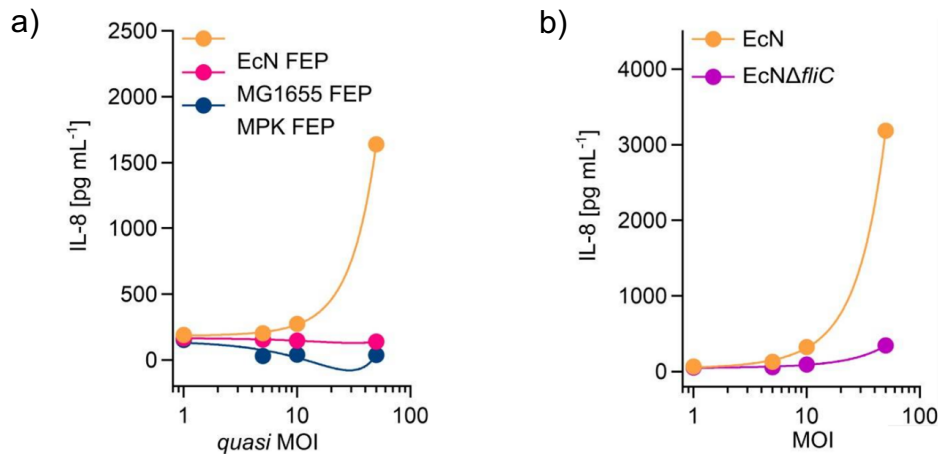 a)
2500
2000
1500
1000
500
0
IL-8 [pg mL⁻¹]
EcN FEP
MG1655 FEP
MPK FEP
1
10
100
quasi MOI
b)
4000
3000
2000
1000
0
IL-8 [pg mL⁻¹]
EcN
EcNΔfliC
1
10
100
MOI